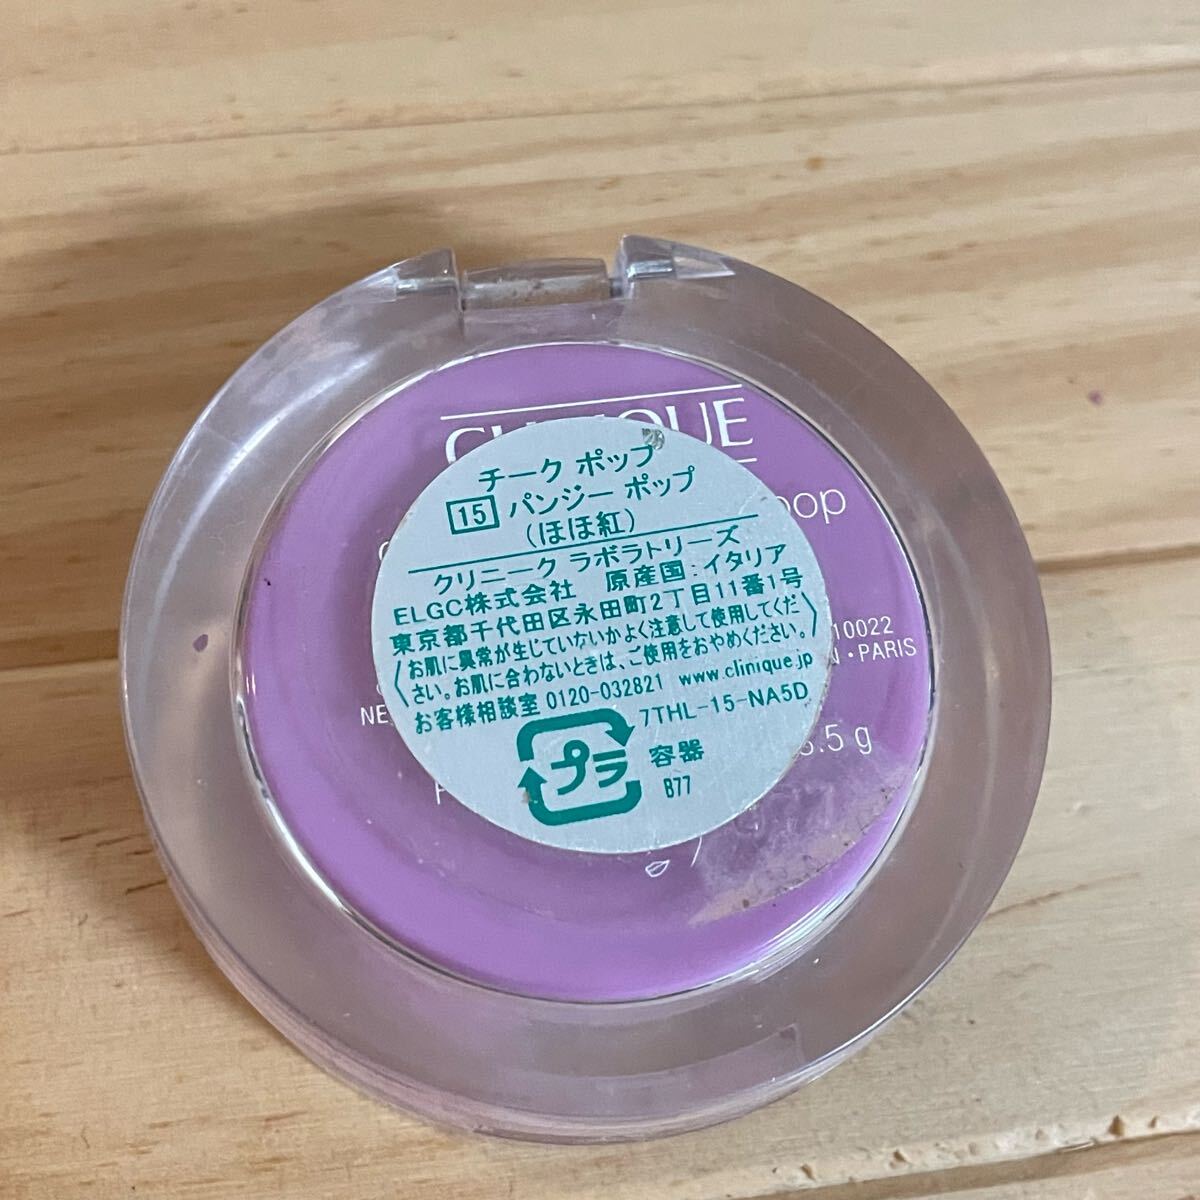 チーク ポップ
15 パンジー ポップ
(ほほ紅)
クリニーク ラボラトリーズ
ELGC株式会社 原産国:イタリア
東京都千代田区永田町2丁目11番1号
お肌に異常が生じていないかよく注意して使用してくだ
さい。お肌に合わないときは、ご使用をおやめください。
お客様相談室 0120-032821 www.clinique.jp
7THL-15-NA5D
プラ 容器
B77
10022
PARIS
.5 g